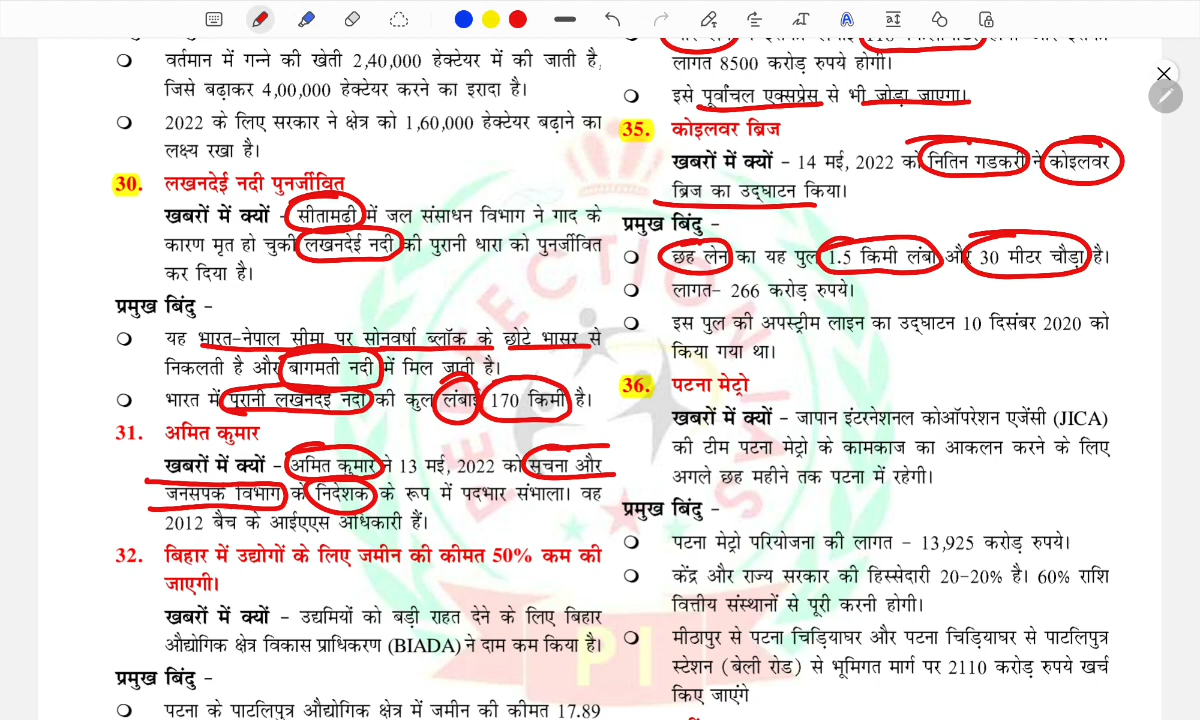 वर्तमान में गन्ने की खेती 2,40,000 हेक्टेयर में की जाती है,
जिसे बढ़ाकर 4,00,000 हेक्टेयर करने का इरादा है।
2022 के लिए सरकार ने क्षेत्र को 1,60,000 हेक्टेयर बढ़ाने का
लक्ष्य रखा है।
30. लखनदेई नदी पुनर्जीवित
खबरों में क्यों - सीतामढी में जल संसाधन विभाग ने गाद के
कारण मृत हो चुकी लखनदेई नदी की पुरानी धारा को पुनर्जीवित
कर दिया है।
प्रमुख बिंदु -
यह भारत-नेपाल सीमा पर सोनवर्षा ब्लॉक के छोटे भासर से
निकलती है और बागमती नदी में मिल जाती है।
भारत में पुरानी लखनदेई नदी की कुल लंबाई 170 किमी है।
31. अमित कुमार
खबरों में क्यों - अमित कुमार ने 13 मई, 2022 को सूचना और
जनसंपर्क विभाग के निदेशक के रूप में पदभार संभाला। वह
2012 बैच के आईएएस अधिकारी हैं।
32. बिहार में उद्योगों के लिए जमीन की कीमत 50% कम की
जाएगी।
खबरों में क्यों - उद्यमियों को बड़ी राहत देने के लिए बिहार
औद्योगिक क्षेत्र विकास प्राधिकरण (BIADA) ने दाम कम किया है।
प्रमुख बिंदु -
पटना के पाटलिपुत्र औद्योगिक क्षेत्र में जमीन की कीमत 17.89
लागत 8500 करोड़ रुपये होगी।
इसे पूर्वांचल एक्सप्रेस से भी जोड़ा जाएगा।
35. कोइलवर ब्रिज
खबरों में क्यों - 14 मई, 2022 को नितिन गडकरी ने कोइलवर
ब्रिज का उद्घाटन किया।
प्रमुख बिंदु -
छह लेन का यह पुल 1.5 किमी लंबा और 30 मीटर चौड़ा है।
लागत- 266 करोड़ रुपये।
इस पुल की अपस्ट्रीम लाइन का उद्घाटन 10 दिसंबर 2020 को
किया गया था।
36. पटना मेट्रो
खबरों में क्यों - जापान इंटरनेशनल कोऑपरेशन एजेंसी (JICA)
की टीम पटना मेट्रो के कामकाज का आकलन करने के लिए
अगले छह महीने तक पटना में रहेगी।
प्रमुख बिंदु -
पटना मेट्रो परियोजना की लागत - 13,925 करोड़ रुपये।
केंद्र और राज्य सरकार की हिस्सेदारी 20-20% है। 60% राशि
वित्तीय संस्थानों से पूरी करनी होगी।
मीठापुर से पटना चिड़ियाघर और पटना चिड़ियाघर से पाटलिपुत्र
स्टेशन (बेली रोड) से भूमिगत मार्ग पर 2110 करोड़ रुपये खर्च
किए जाएंगे
PI